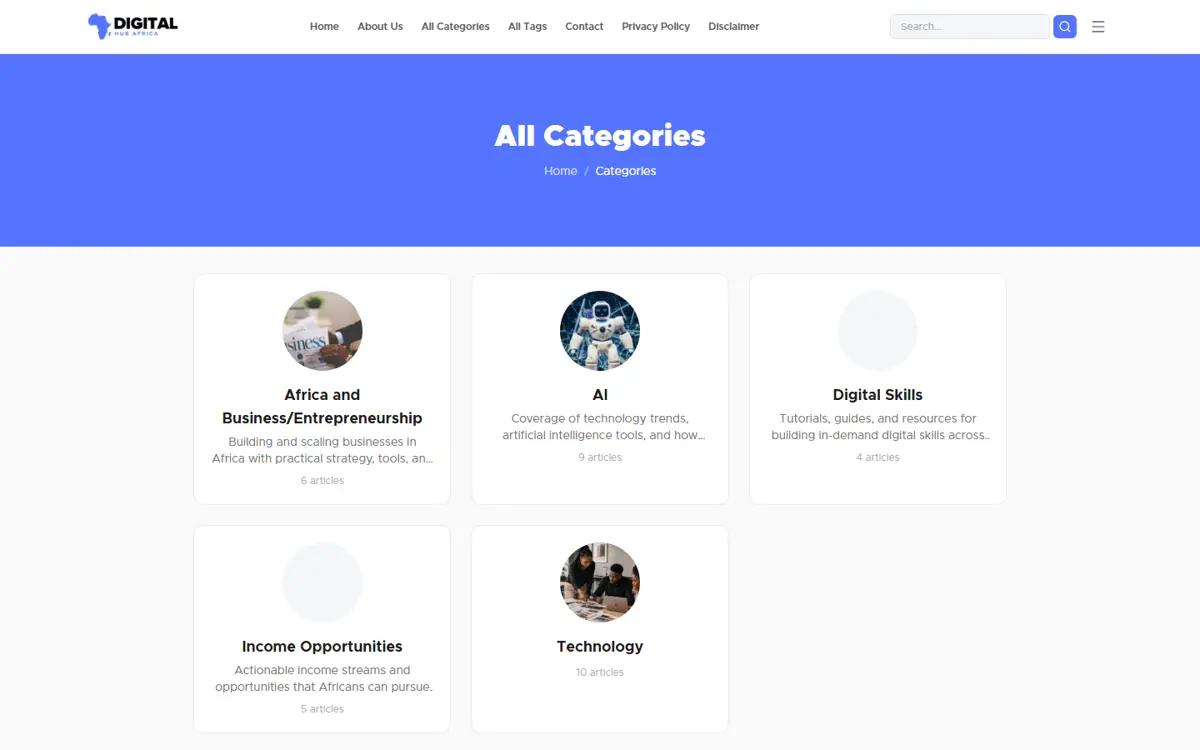 DIGITAL
HUB AFRICA
Home About Us All Categories All Tags Contact Privacy Policy Disclaimer
Search...
All Categories
Home / Categories
siness
Africa and
Business/Entrepreneurship
Building and scaling businesses in
Africa with practical strategy, tools, an...
6 articles
AI
Coverage of technology trends,
artificial intelligence tools, and how...
9 articles
Digital Skills
Tutorials, guides, and resources for
building in-demand digital skills across..
4 articles
Income Opportunities
Actionable income streams and
opportunities that Africans can pursue.
5 articles
Technology
10 articles